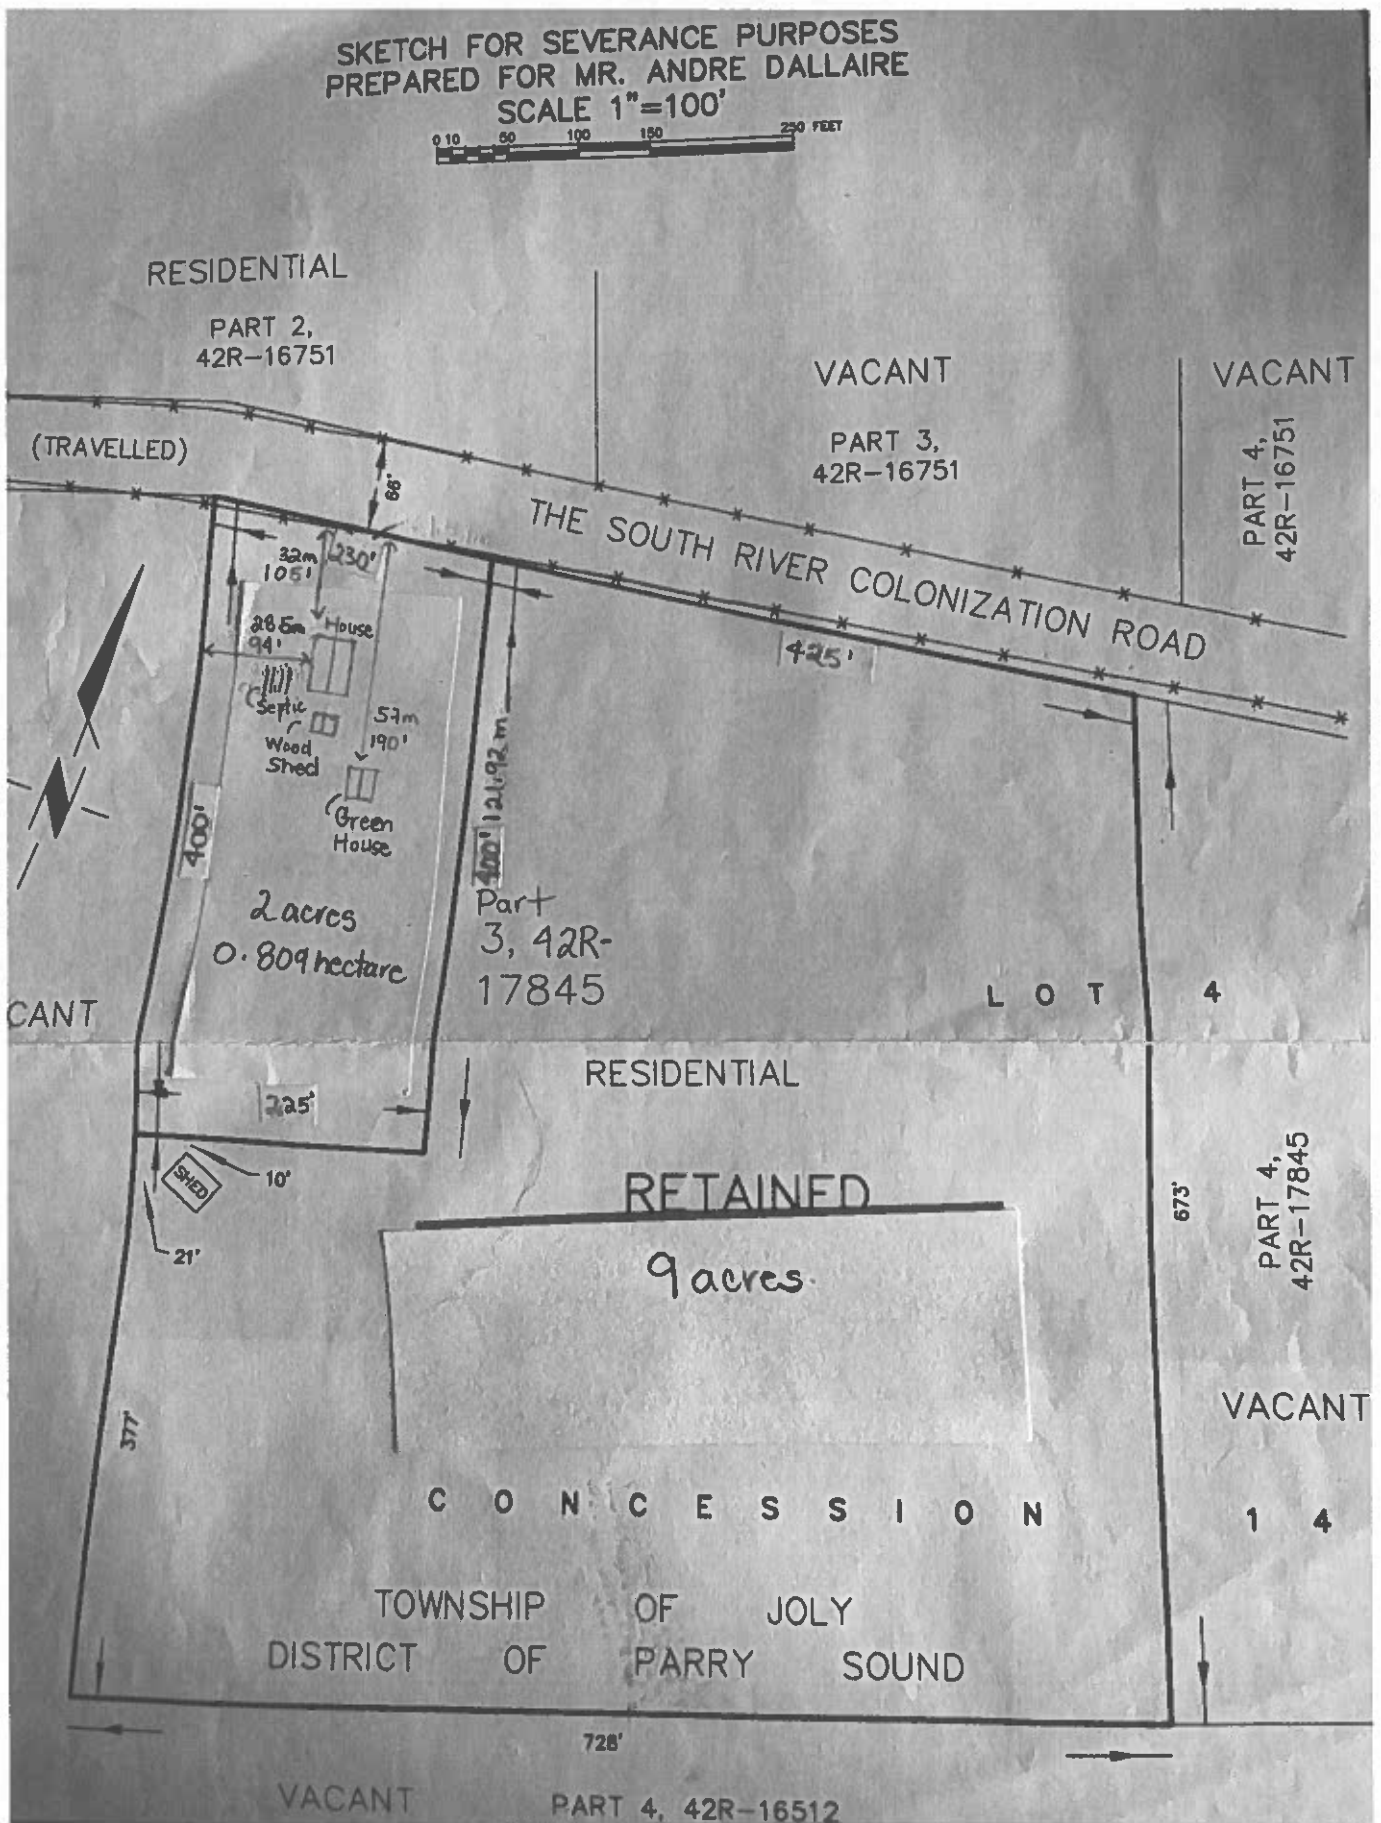 SKETCH FOR SEVERANCE PURPOSES
PREPARED FOR MR. ANDRE DALLAIRE
SCALE 1"=100'
0 10 50 100 150 250 FEET
RESIDENTIAL
PART 2,
42R-16751
VACANT
PART 3,
42R-16751
VACANT
PART 4,
42R-16751
(TRAVELLED)
66'
THE SOUTH RIVER COLONIZATION ROAD
32m
105'
230'
425'
28.5m
94'
House
Septic
Wood
Shed
57m
190'
Green
House
400'
400' 121.92m
2 acres
0.809 hectare
Part
3, 42R-
17845
LOT 4
CANT
RESIDENTIAL
225'
SHED
10'
21'
RETAINED
9 acres.
673'
PART 4,
42R-17845
377'
VACANT
CONCESSION 14
TOWNSHIP OF JOLY
DISTRICT OF PARRY SOUND
728'
VACANT PART 4, 42R-16512